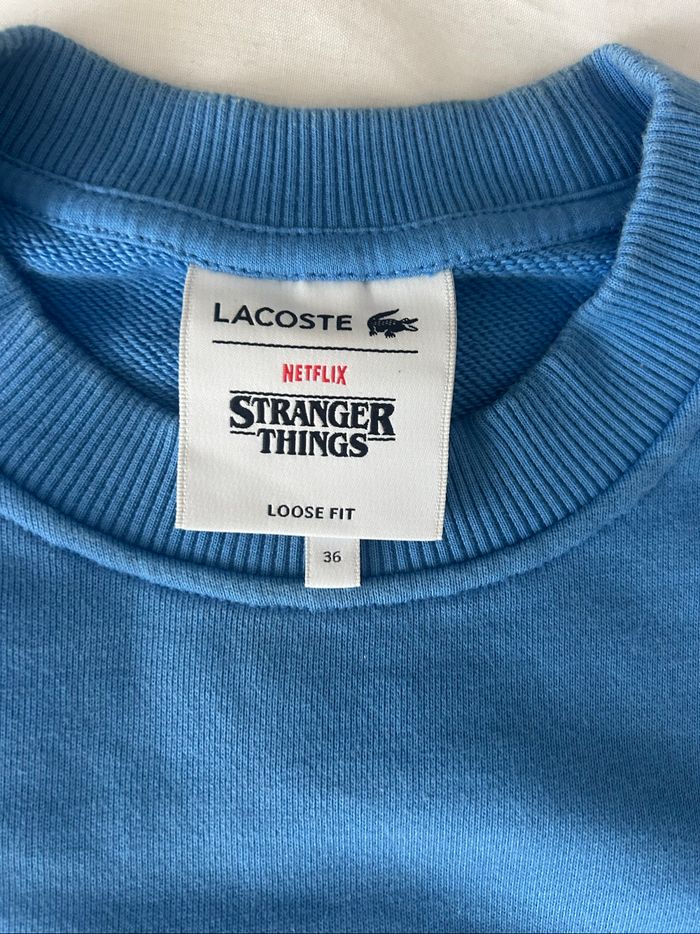 LACOSTE
NETFLIX
STRANGER
THINGS
LOOSE FIT
36